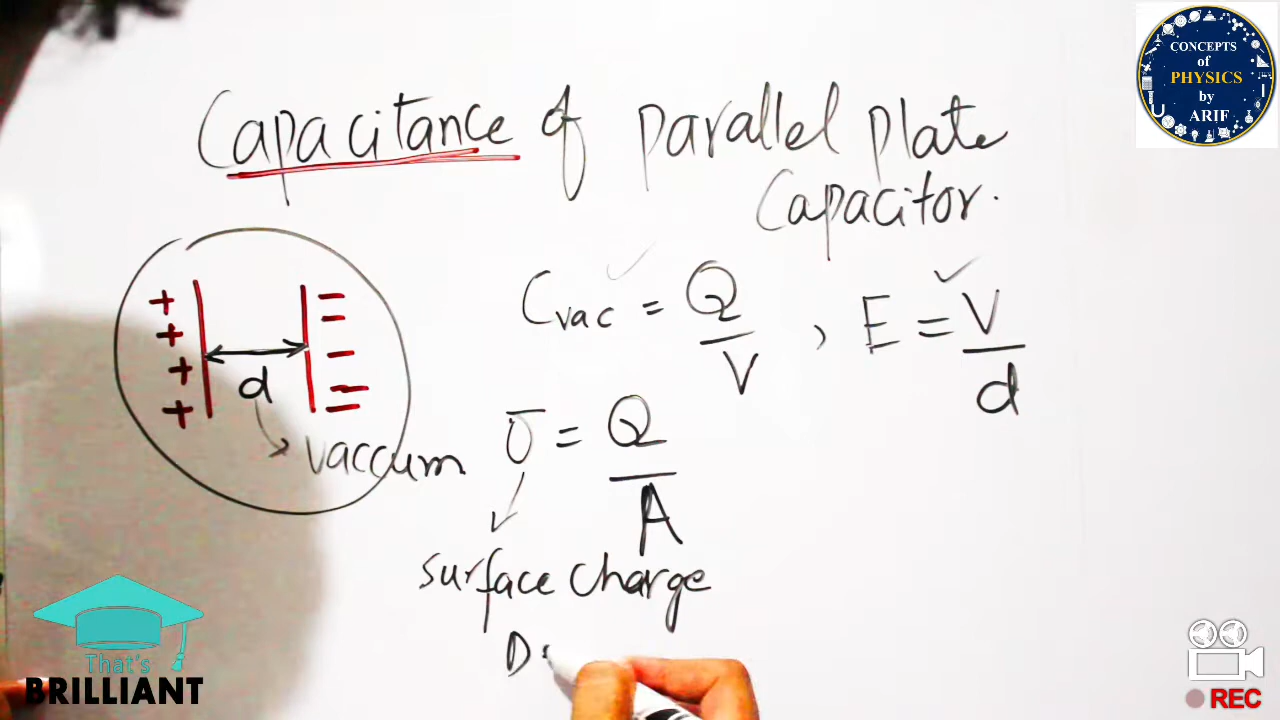 CONCEPTS
of
PHYSICS
by
ARIF
Capacitance of parallel plate
Capacitor.
Cvac = Q/V , E = V/d
+ + + +
− − − − −
d
vaccum
σ = Q/A
surface charge
D
That's
BRILLIANT
REC